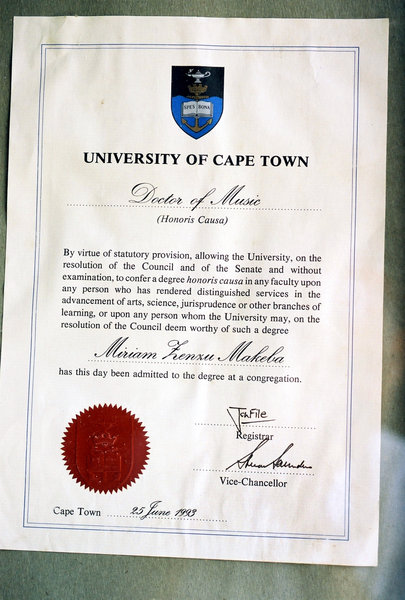 SPES BONA
UNIVERSITY OF CAPE TOWN
Doctor of Music
(Honoris Causa)
By virtue of statutory provision, allowing the University, on the
resolution of the Council and of the Senate and without
examination, to confer a degree honoris causa in any faculty upon
any person who has rendered distinguished services in the
advancement of arts, science, jurisprudence or other branches of
learning, or upon any person whom the University may, on the
resolution of the Council deem worthy of such a degree
Miriam Zenzu Makeba
has this day been admitted to the degree at a congregation.
Registrar
Stuart Saunders
Vice-Chancellor
Cape Town 25 June 1993